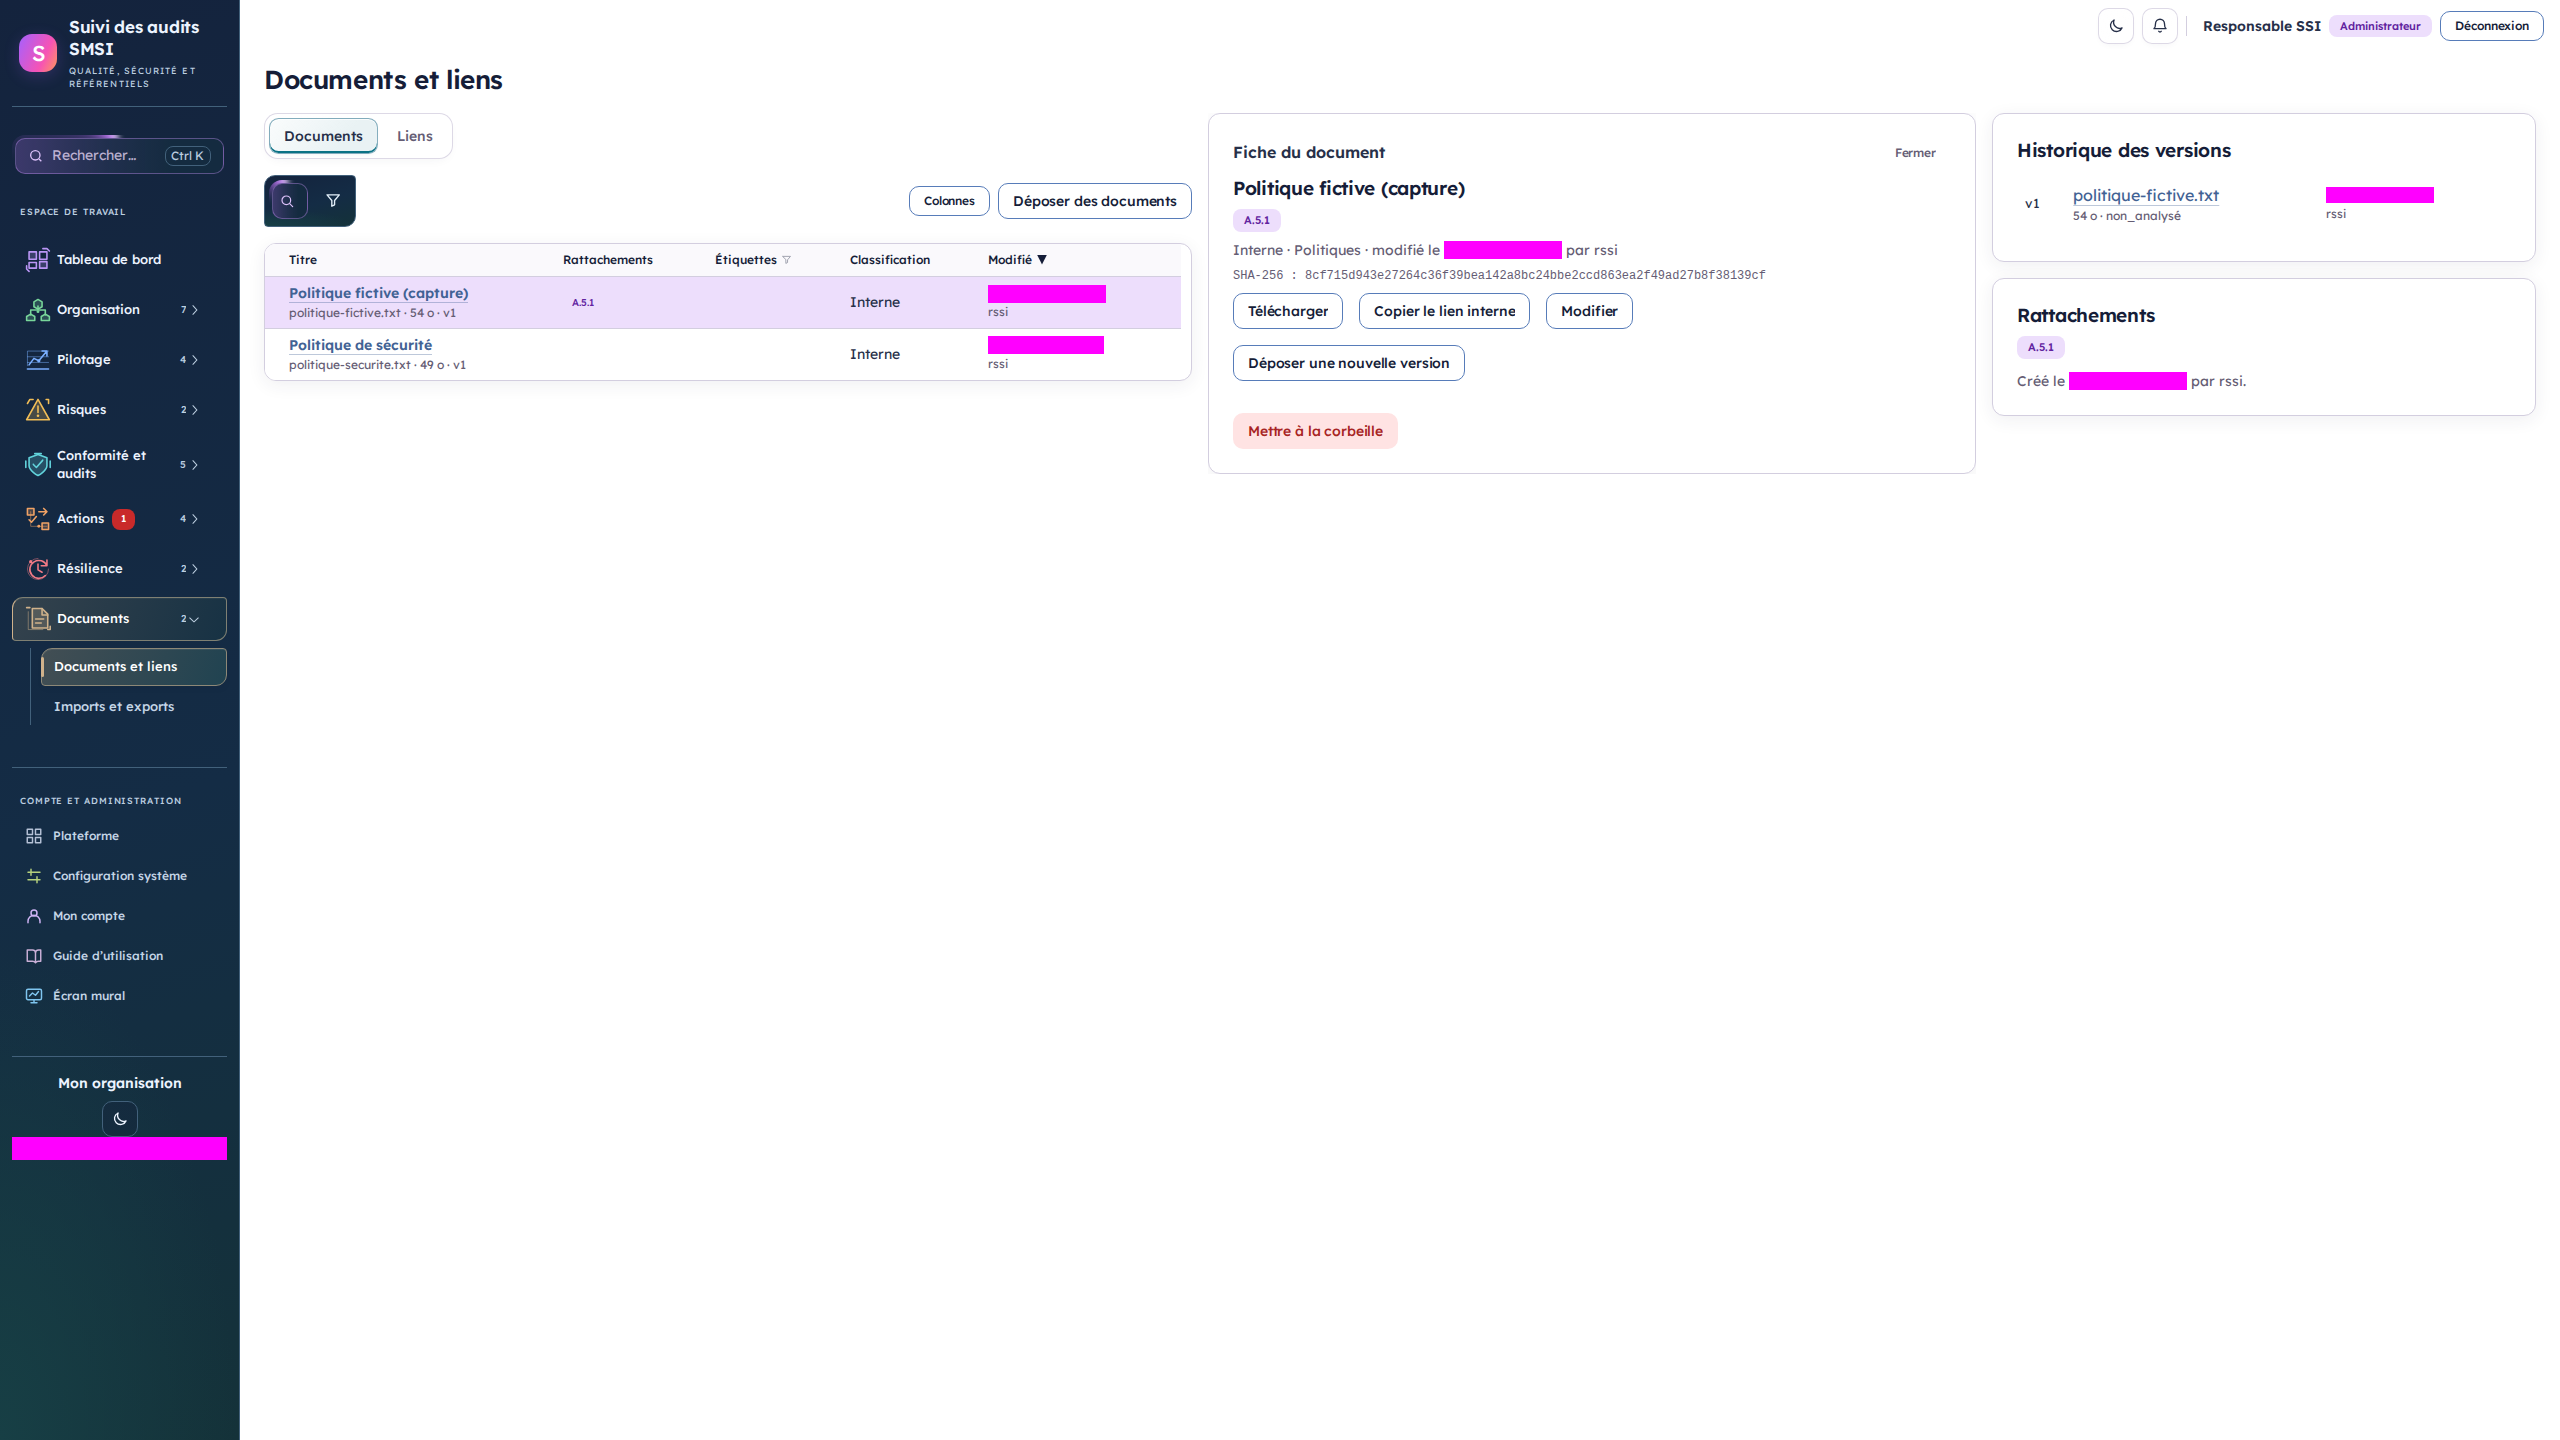 Suivi des audits
SMSI
QUALITÉ, SÉCURITÉ ET
RÉFÉRENTIELS
S
Rechercher...
Ctrl K
ESPACE DE TRAVAIL
Tableau de bord
Organisation 7
Pilotage 4
Risques 2
Conformité et
audits 5
Actions 1 4
Résilience 2
Documents 2
Documents et liens
Imports et exports
COMPTE ET ADMINISTRATION
Plateforme
Configuration système
Mon compte
Guide d’utilisation
Écran mural
Mon organisation
Responsable SSI Administrateur Déconnexion
Documents et liens
Documents Liens
Colonnes Déposer des documents
Titre Rattachements Étiquettes Classification Modifié ▼
Politique fictive (capture)
politique-fictive.txt · 54 o · v1
A.5.1
Interne
rssi
Politique de sécurité
politique-securite.txt · 49 o · v1
Interne
rssi
Fiche du document Fermer
Politique fictive (capture)
A.5.1
Interne · Politiques · modifié le par rssi
SHA-256 : 8cf715d943e27264c36f39bea142a8bc24bbe2ccd863ea2f49ad27b8f38139cf
Télécharger Copier le lien interne Modifier
Déposer une nouvelle version
Mettre à la corbeille
Historique des versions
v1 politique-fictive.txt
54 o · non_analysé
rssi
Rattachements
A.5.1
Créé le par rssi.